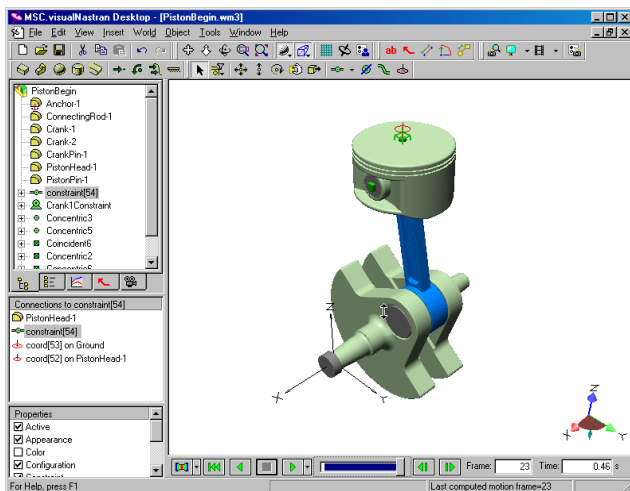 MSC.visualNastran Desktop - [PistonBegin.wm3]
File Edit View Insert World Object Tools Window Help
PistonBegin
Anchor-1
ConnectingRod-1
Crank-1
Crank-2
CrankPin-1
PistonHead-1
PistonPin-1
constraint[54]
Crank1Constraint
Concentric3
Concentric5
Coincident6
Concentric2
Concentric6
Connections to constraint[54]
PistonHead-1
constraint[54]
coord[53] on Ground
coord[52] on PistonHead-1
Properties
Active
Appearance
Color
Configuration
Constraint
ab
Z
X
Y
Z
X
Y
Frame: 23 Time: 0.46 s
For Help, press F1
Last computed motion frame=23